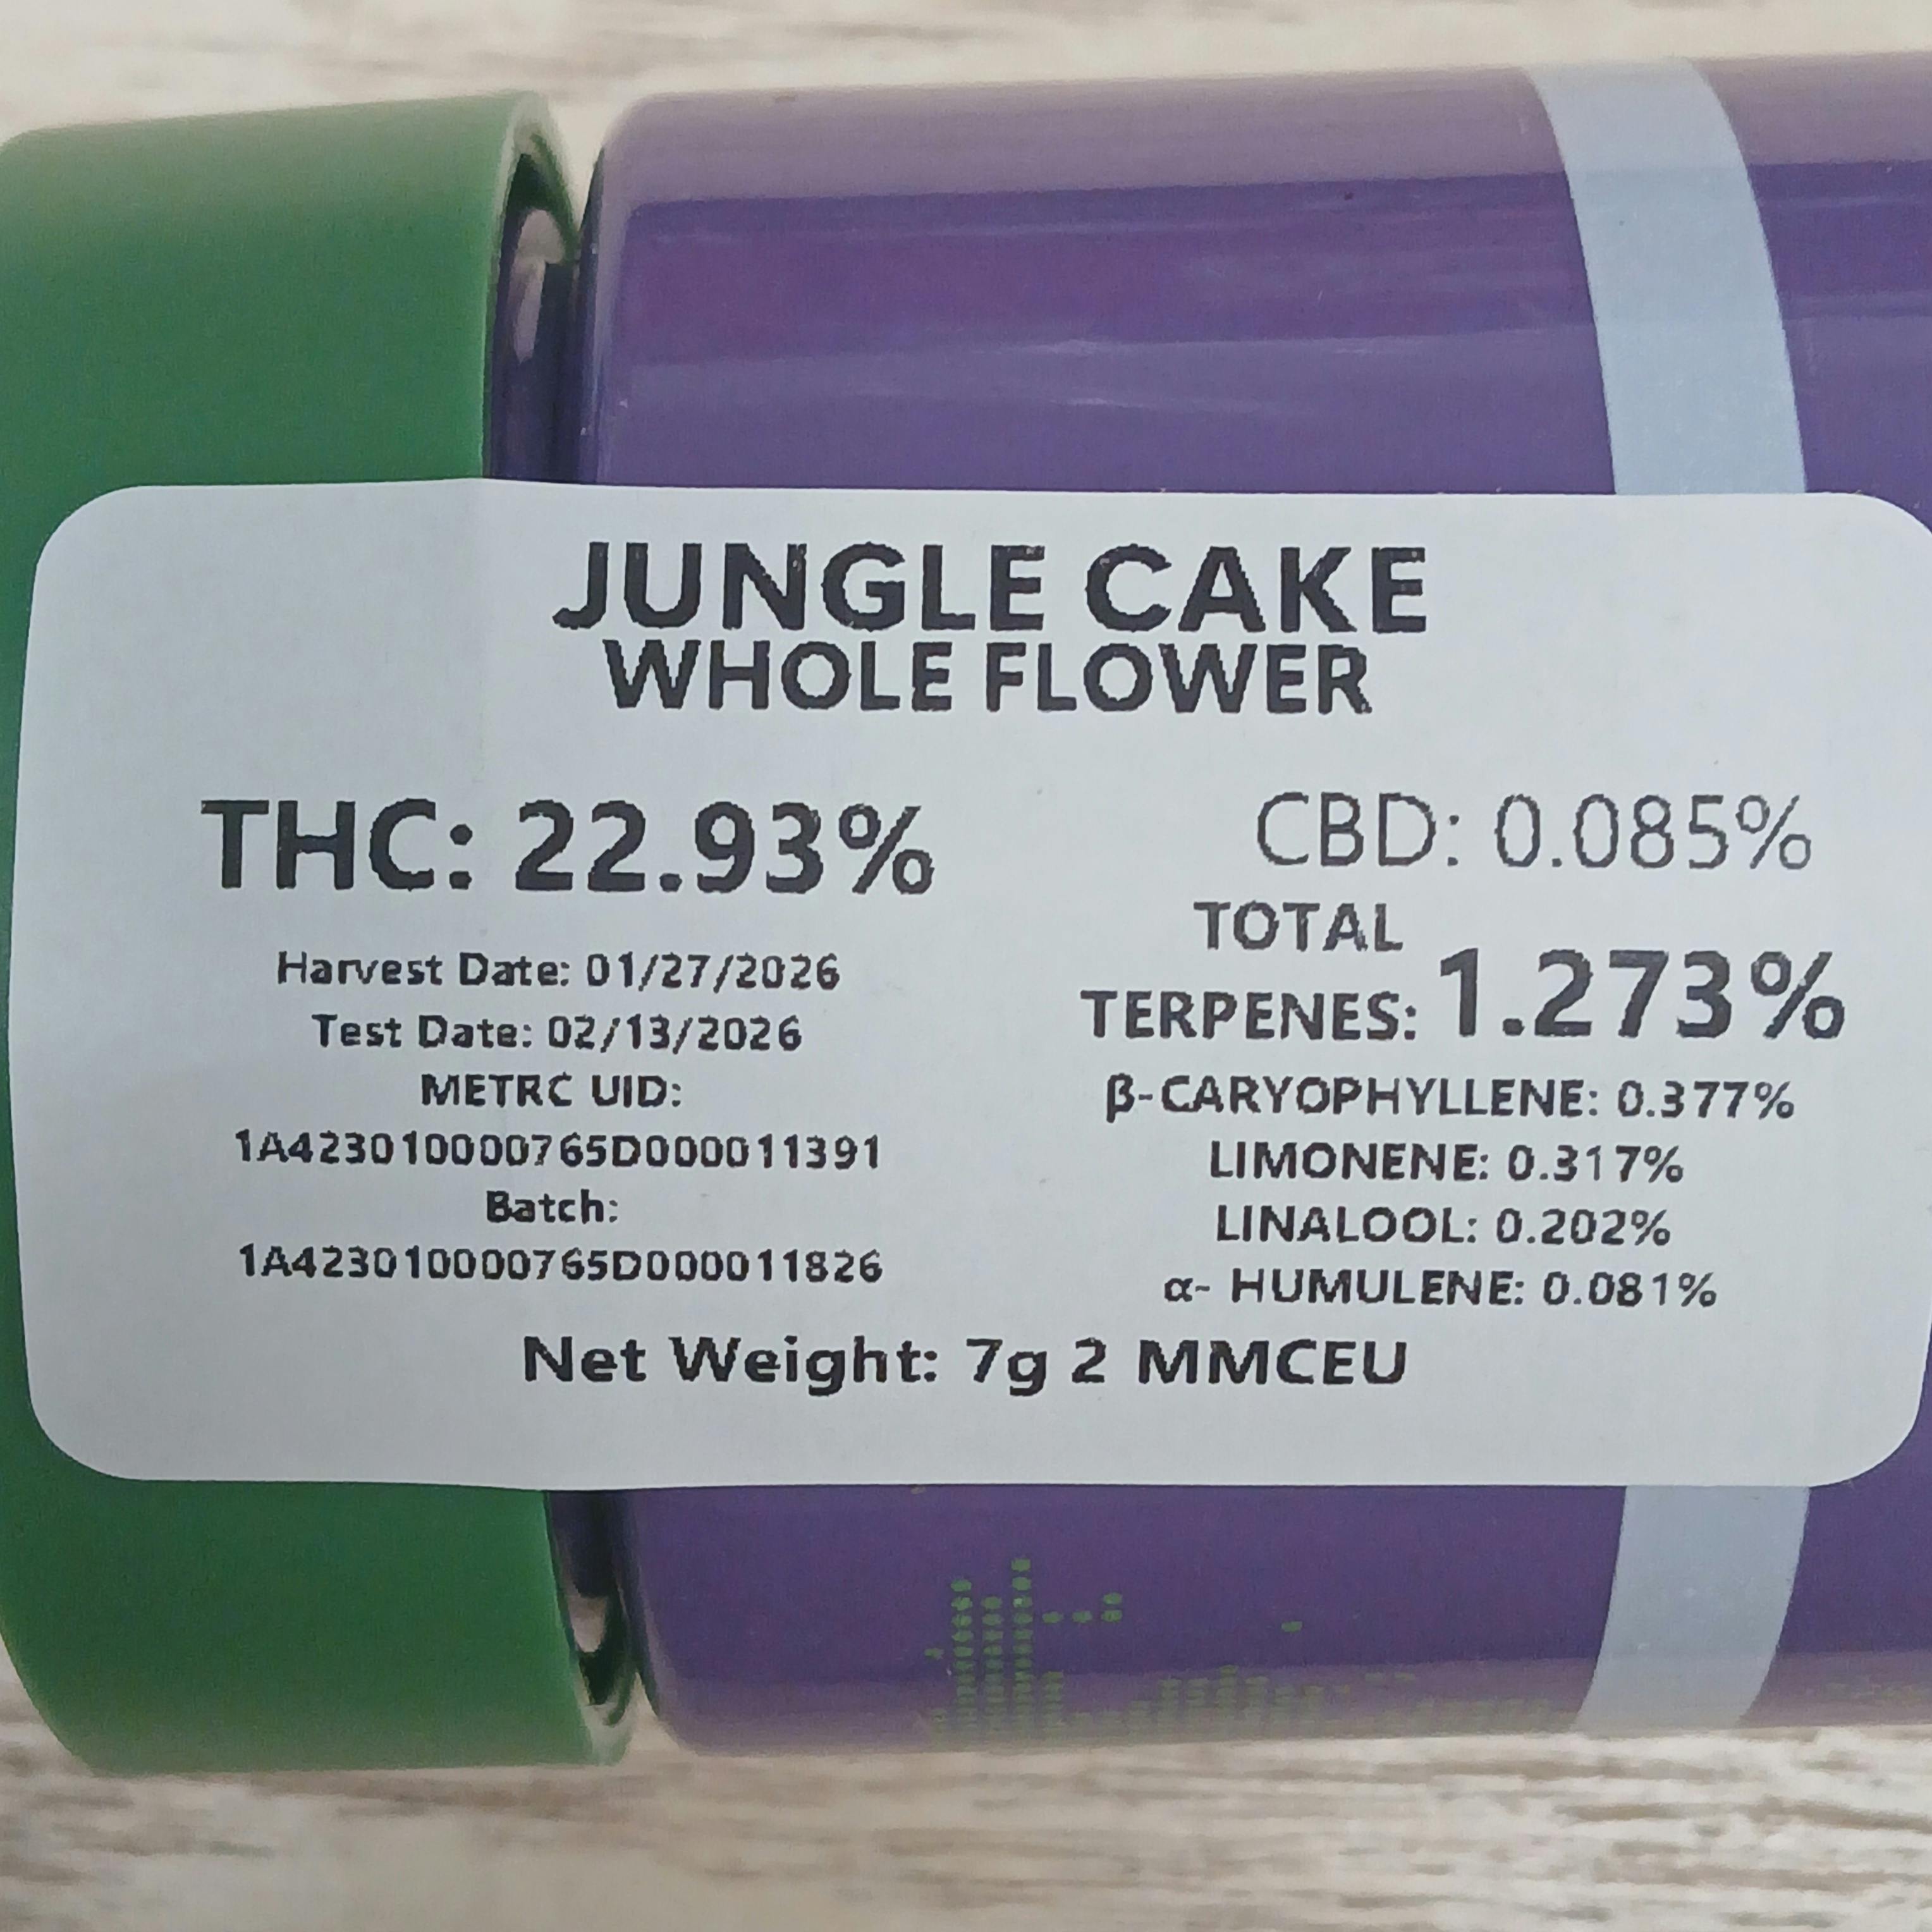 JUNGLE CAKE
WHOLE FLOWER
THC: 22.93%
Harvest Date: 01/27/2026
Test Date: 02/13/2026
METRC UID:
1A423010000765D000011391
Batch:
1A423010000765D000011826
CBD: 0.085%
TOTAL
TERPENES: 1.273%
β-CARYOPHYLLENE: 0.377%
LIMONENE: 0.317%
LINALOOL: 0.202%
α- HUMULENE: 0.081%
Net Weight: 7g 2 MMCEU